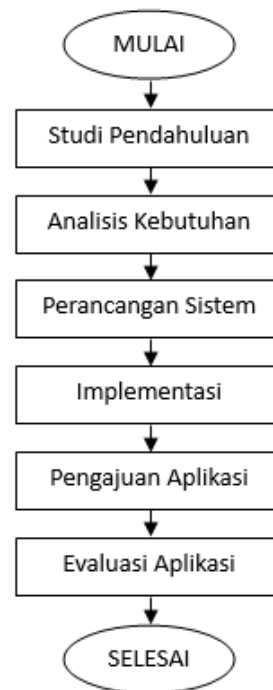 MULAI
Studi Pendahuluan
Analisis Kebutuhan
Perancangan Sistem
Implementasi
Pengajuan Aplikasi
Evaluasi Aplikasi
SELESAI